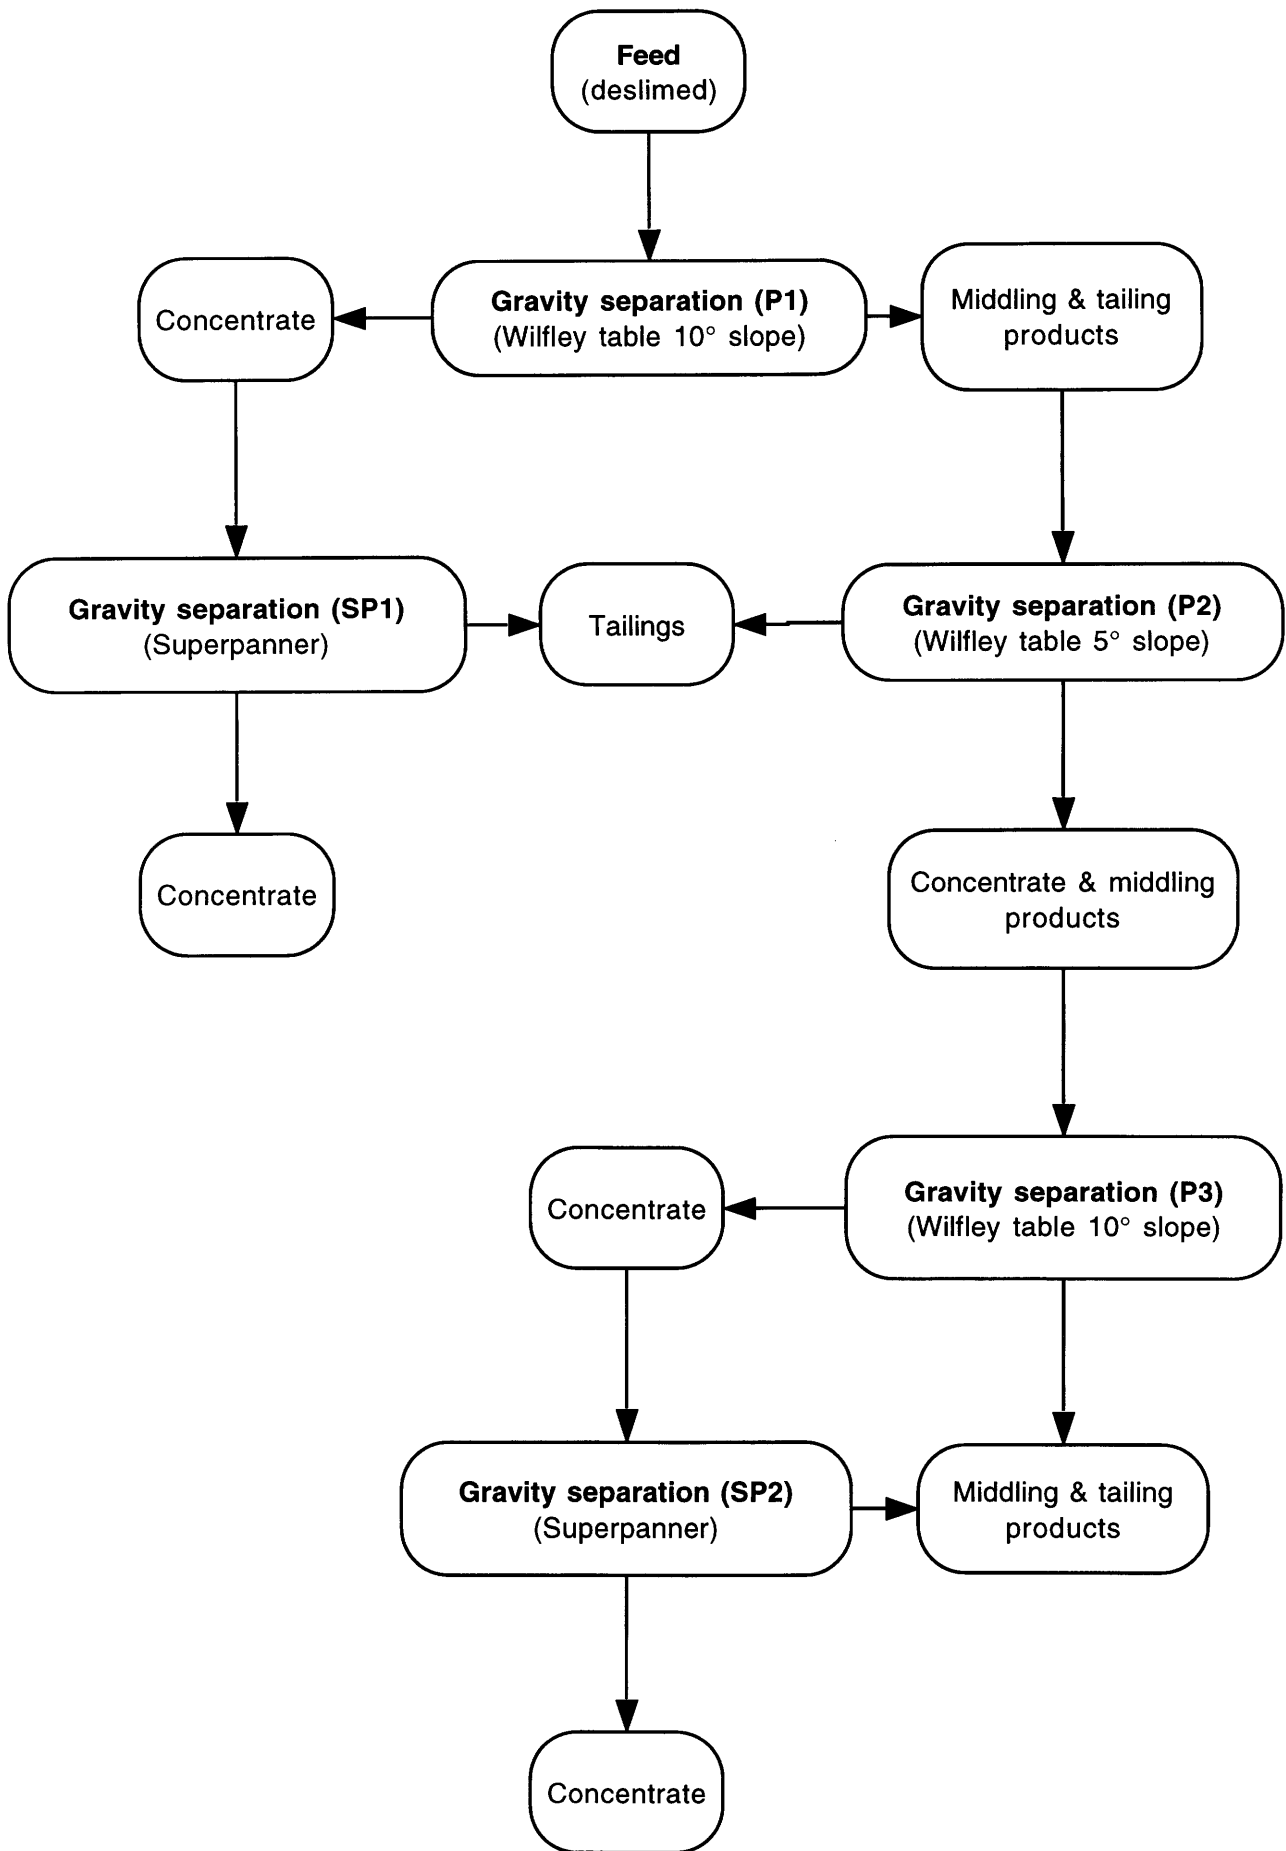 Feed
(deslimed)
Concentrate
Gravity separation (P1)
(Wilfley table 10° slope)
Middling & tailing
products
Gravity separation (SP1)
(Superpanner)
Tailings
Gravity separation (P2)
(Wilfley table 5° slope)
Concentrate
Concentrate & middling
products
Concentrate
Gravity separation (P3)
(Wilfley table 10° slope)
Gravity separation (SP2)
(Superpanner)
Middling & tailing
products
Concentrate